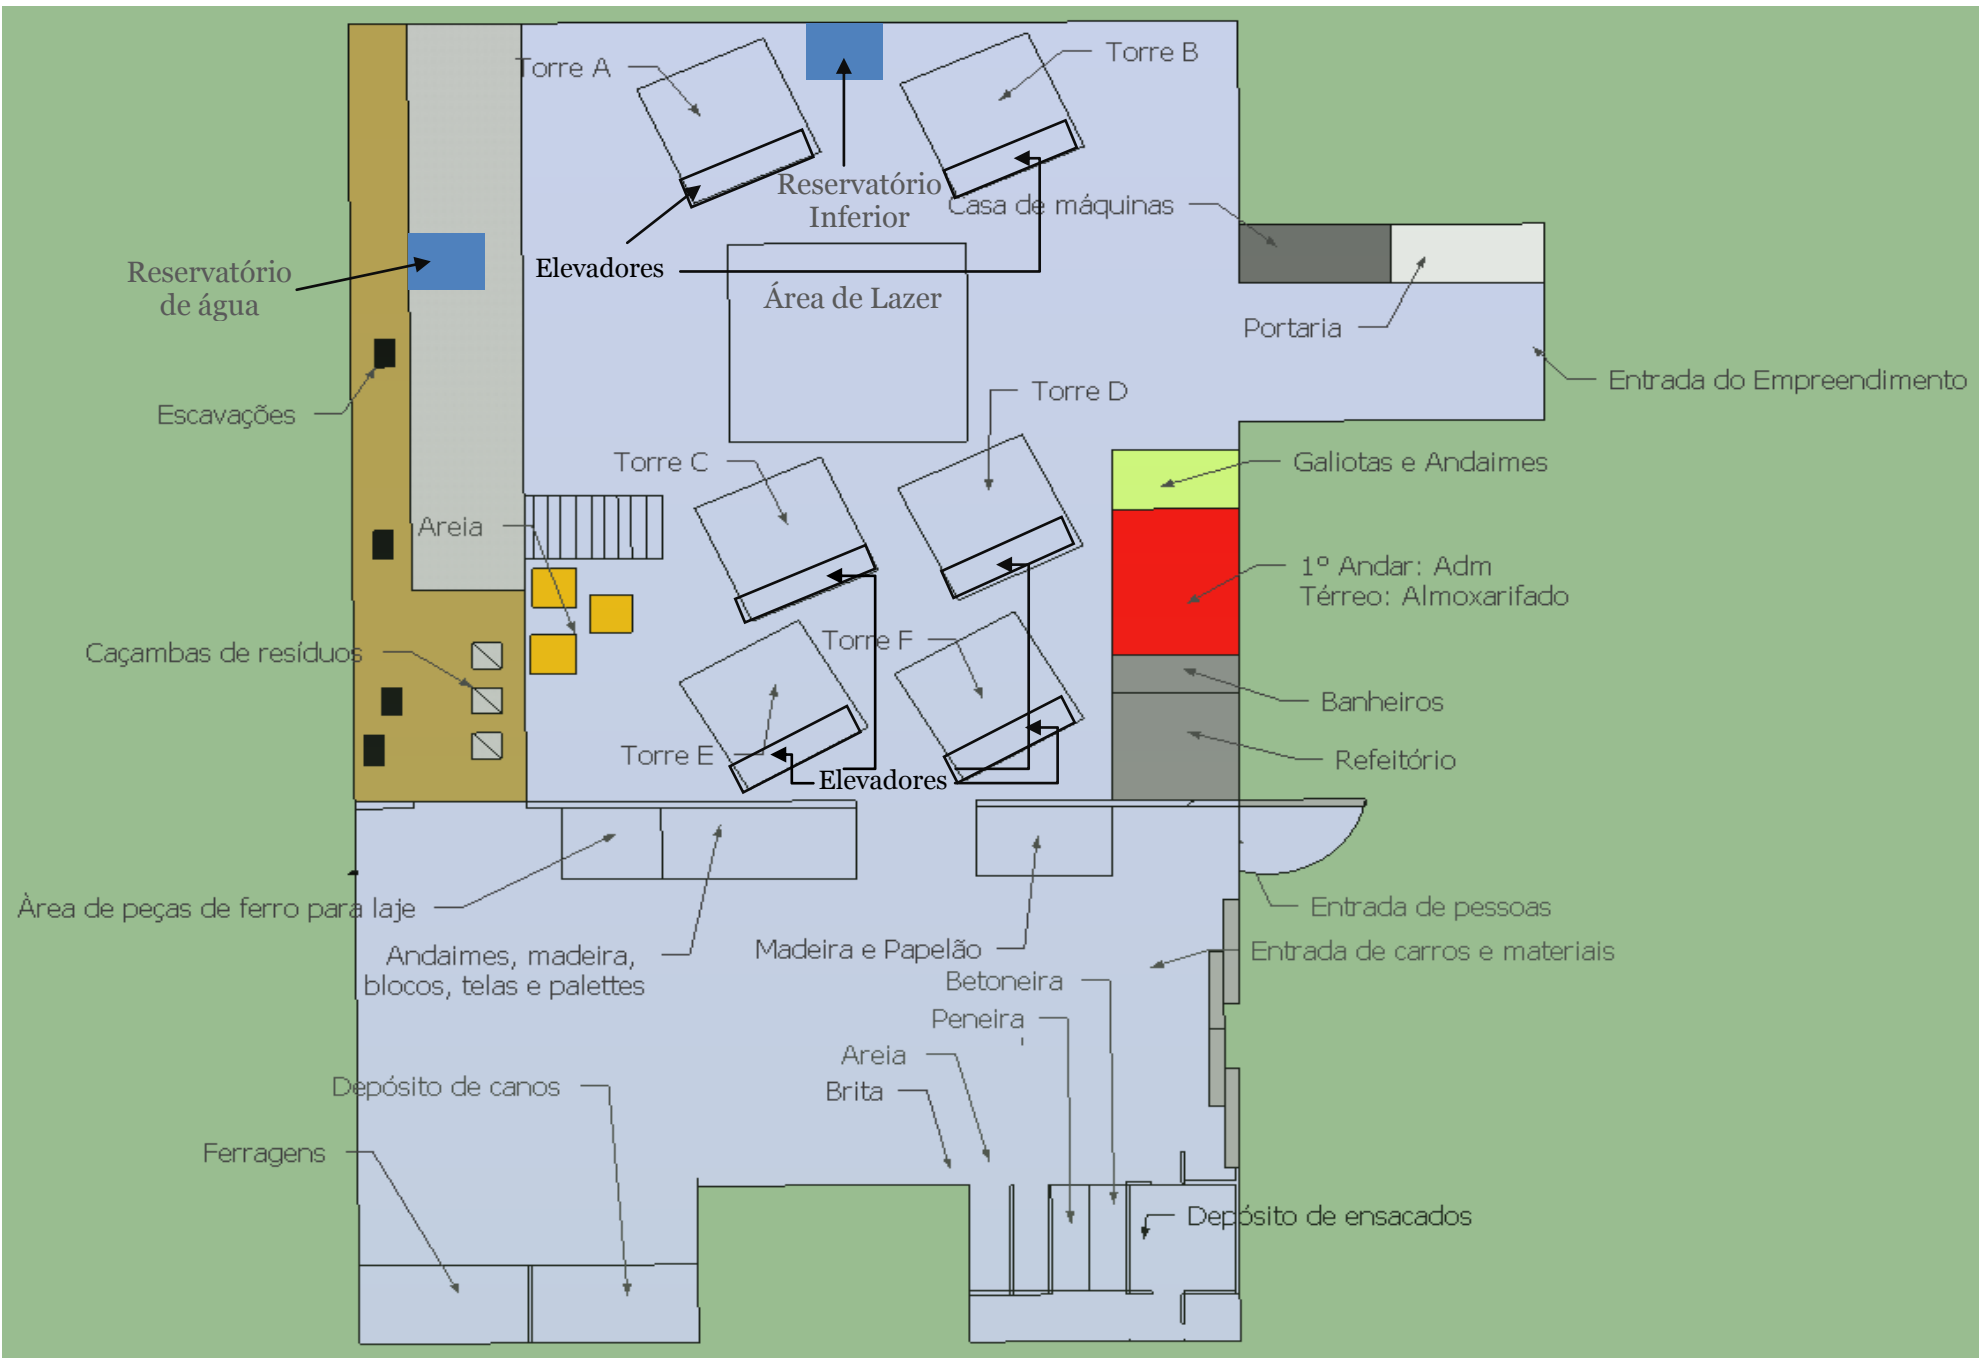 Torre A
Torre B
Reservatório
Inferior
Casa de máquinas
Elevadores
Reservatório
de água
Área de Lazer
Portaria
Entrada do Empreendimento
Escavações
Torre D
Torre C
Galiotas e Andaimes
Areia
1º Andar: Adm
Térreo: Almoxarifado
Caçambas de resíduos
Torre F
Banheiros
Torre E
Refeitório
Elevadores
Àrea de peças de ferro para laje
Entrada de pessoas
Andaimes, madeira,
blocos, telas e palettes
Madeira e Papelão
Entrada de carros e materiais
Betoneira
Peneira
Areia
Brita
Depósito de canos
Ferragens
Depósito de ensacados